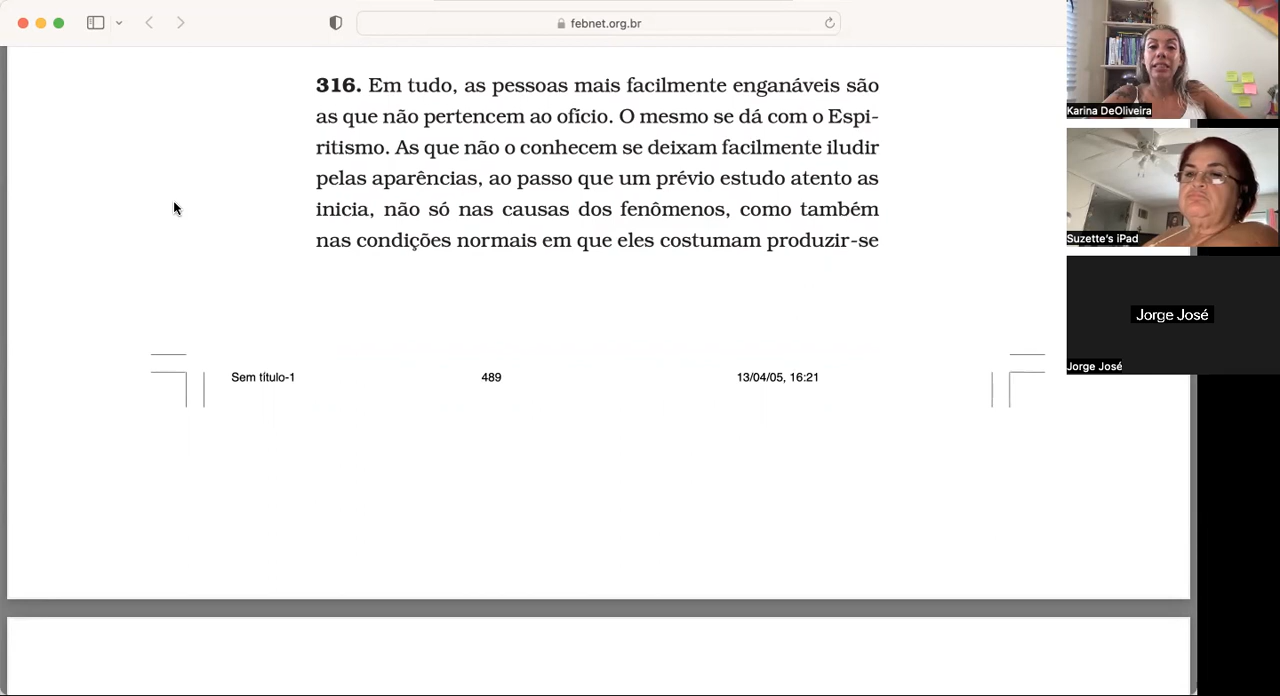 febnet.org.br
316. Em tudo, as pessoas mais facilmente enganáveis são
as que não pertencem ao ofício. O mesmo se dá com o Espi-
ritismo. As que não o conhecem se deixam facilmente iludir
pelas aparências, ao passo que um prévio estudo atento as
inicia, não só nas causas dos fenômenos, como também
nas condições normais em que eles costumam produzir-se
Sem título-1 489 13/04/05, 16:21
Karina DeOliveira
Suzette's iPad
Jorge José
Jorge José